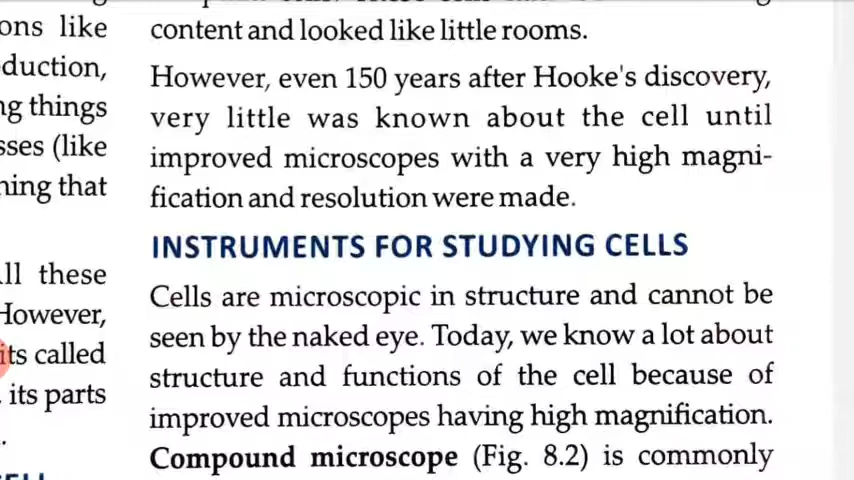 ons like
duction,
ng things
sses (like
ning that
ll these
However,
its called
its parts
content and looked like little rooms.
However, even 150 years after Hooke's discovery,
very little was known about the cell until
improved microscopes with a very high magni-
fication and resolution were made.
INSTRUMENTS FOR STUDYING CELLS
Cells are microscopic in structure and cannot be
seen by the naked eye. Today, we know a lot about
structure and functions of the cell because of
improved microscopes having high magnification.
Compound microscope (Fig. 8.2) is commonly